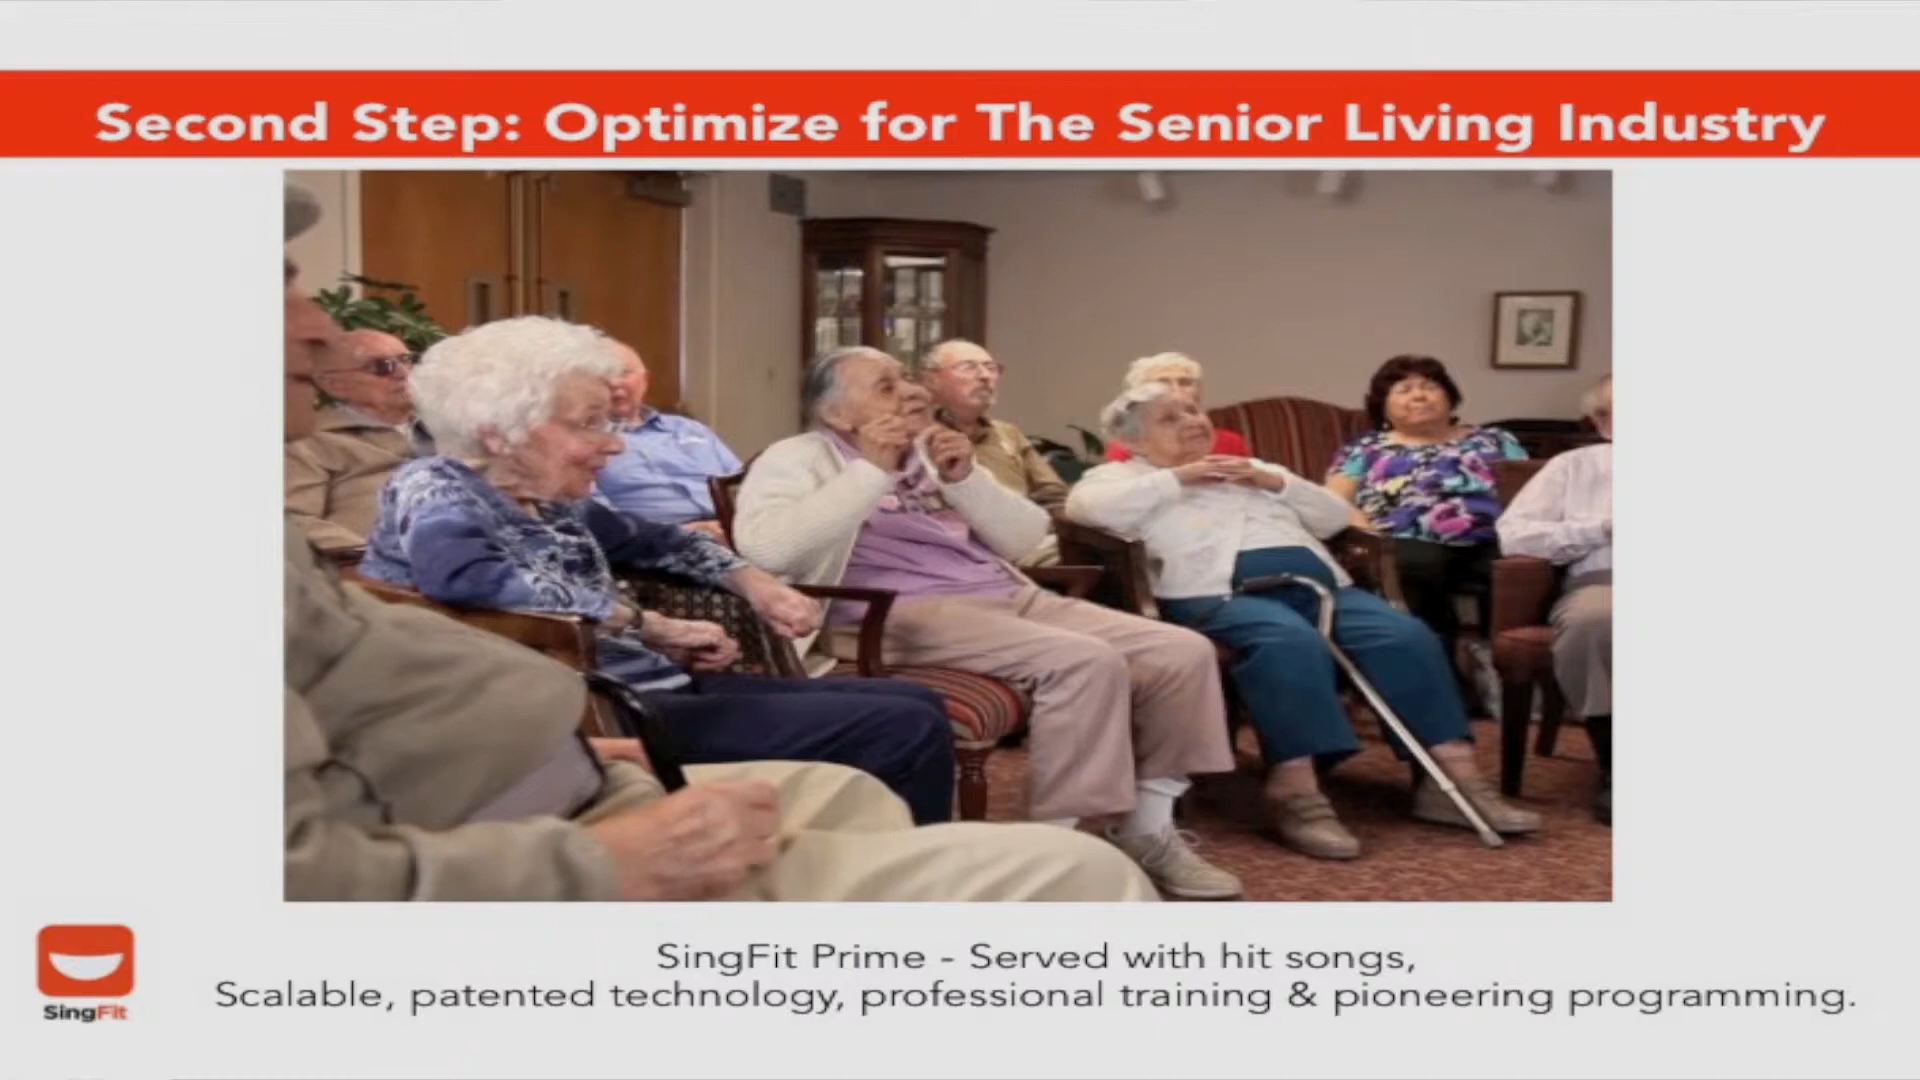 Second Step: Optimize for The Senior Living Industry
SingFit Prime - Served with hit songs,
Scalable, patented technology, professional training & pioneering programming.
SingFit